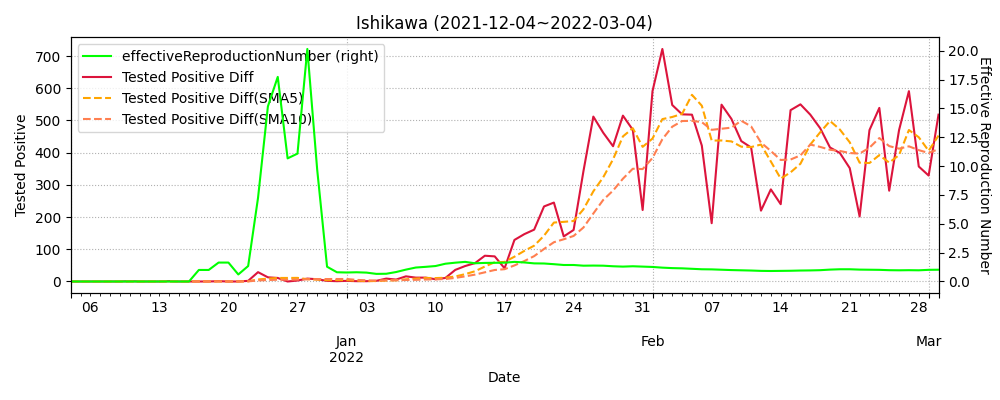 Ishikawa (2021-12-04~2022-03-04)
effectiveReproductionNumber (right)
Tested Positive Diff
Tested Positive Diff(SMA5)
Tested Positive Diff(SMA10)
Tested Positive
700
600
500
400
300
200
100
0
20.0
17.5
15.0
12.5
10.0
7.5
5.0
2.5
0.0
Effective Reproduction Number
06 13 20 27 03 10 17 24 31 07 14 21 28
Jan Feb Mar
2022
Date